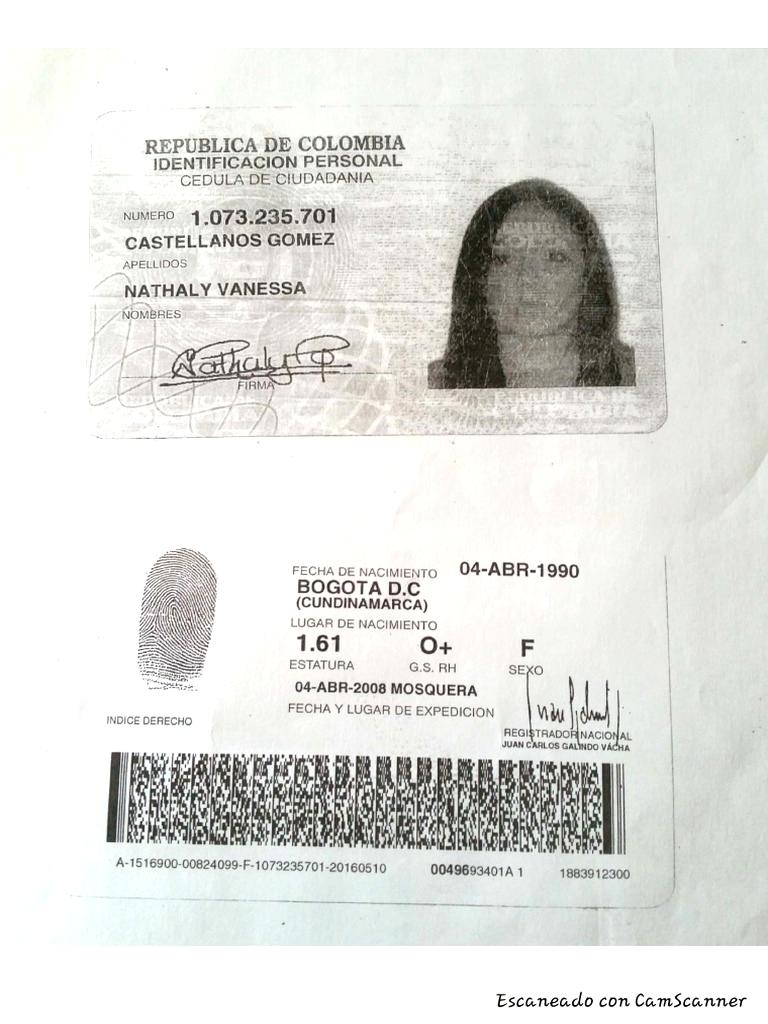 REPUBLICA DE COLOMBIA
IDENTIFICACION PERSONAL
CEDULA DE CIUDADANIA
NUMERO 1.073.235.701
CASTELLANOS GOMEZ
APELLIDOS
NATHALY VANESSA
NOMBRES
Nathaly
FIRMA
FECHA DE NACIMIENTO 04-ABR-1990
BOGOTA D.C
(CUNDINAMARCA)
LUGAR DE NACIMIENTO
1.61 O+ F
ESTATURA G.S. RH SEXO
04-ABR-2008 MOSQUERA
FECHA Y LUGAR DE EXPEDICION
INDICE DERECHO
REGISTRADOR NACIONAL
JUAN CARLOS GALINDO VACHA
A-1516900-00824099-F-1073235701-20160510 0049693401A 1 1883912300
Escaneado con CamScanner